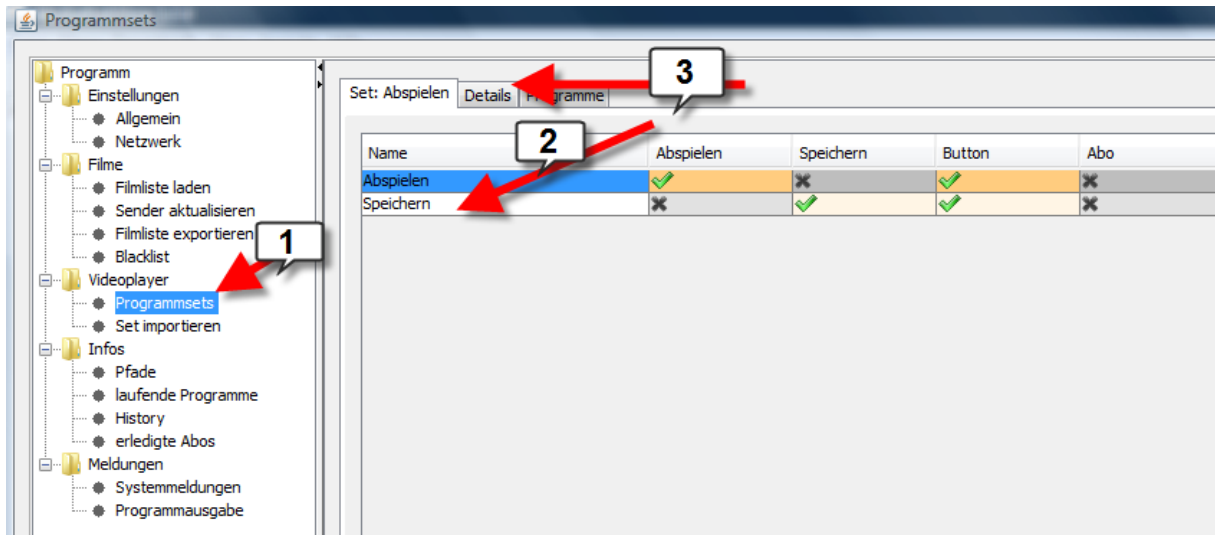 Programmsets
Programm
Einstellungen
Allgemein
Netzwerk
Filme
Filmliste laden
Sender aktualisieren
Filmliste exportieren
Blacklist
Videoplayer
Programmsets
Set importieren
Infos
Pfade
laufende Programme
History
erledigte Abos
Meldungen
Systemmeldungen
Programmausgabe
1
3
Set: Abspielen Details Programme
2
Name Abspielen Speichern Button Abo
Abspielen
Speichern